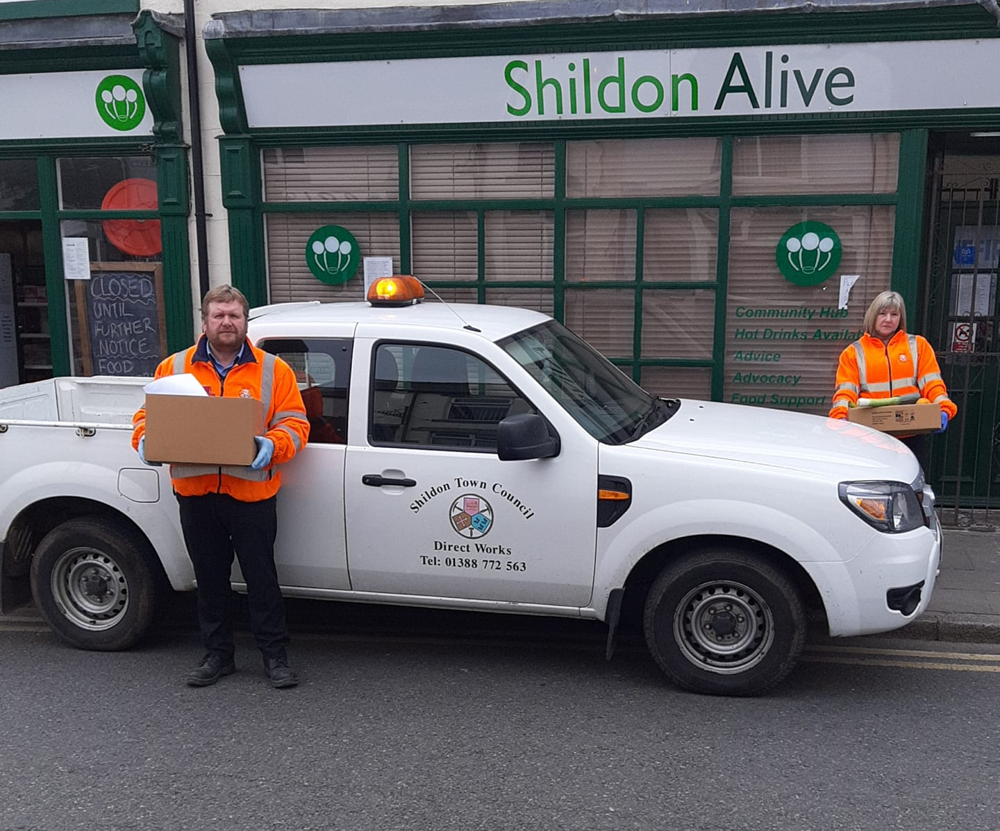 Shildon Alive
CLOSED
UNTIL
FURTHER
NOTICE
FOOD
Community Hub
Hot Drinks Availab
Advice
Advocacy
Food Support
Shildon Town Council
Direct Works
Tel: 01388 772 563